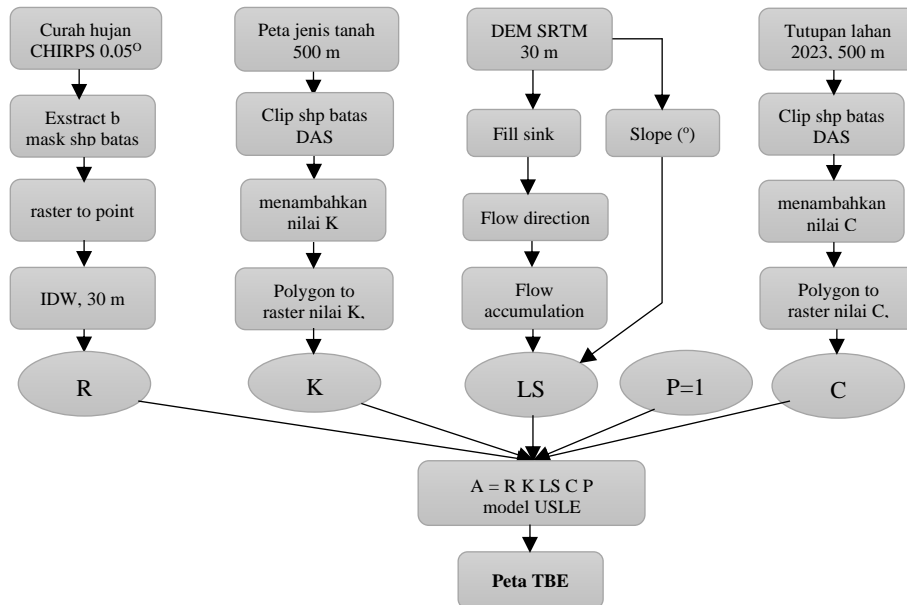 Curah hujan
CHIRPS 0,05⁰
Exstract b
mask shp batas
raster to point
IDW, 30 m
R
Peta jenis tanah
500 m
Clip shp batas
DAS
menambahkan
nilai K
Polygon to
raster nilai K,
K
DEM SRTM
30 m
Fill sink
Flow direction
Flow
accumulation
LS
Slope (º)
P=1
Tutupan lahan
2023, 500 m
Clip shp batas
DAS
menambahkan
nilai C
Polygon to
raster nilai C,
C
A = R K LS C P
model USLE
Peta TBE